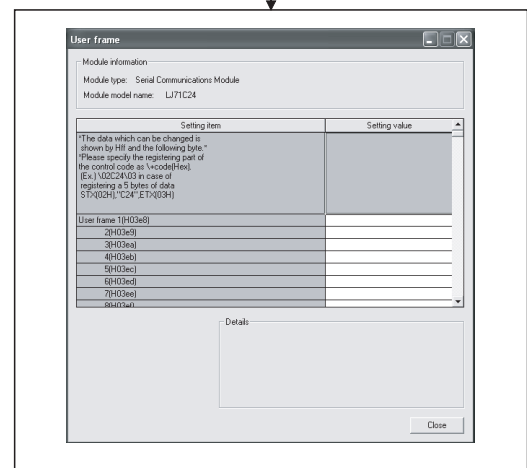 User frame
Module information
Module type: Serial Communications Module
Module model name: LJ71C24
Setting item Setting value
"The data which can be changed is
shown by Hff and the following byte."
*Please specify the registering part of
the control code as \+code(Hex).
(Ex.) \02C24\03 in case of
registering a 5 bytes of data
STX(02H),"C24",ETX(03H)
User frame 1(H03e8)
2(H03e9)
3(H03ea)
4(H03eb)
5(H03ec)
6(H03ed)
7(H03ee)
8(H03ef)
Details
Close